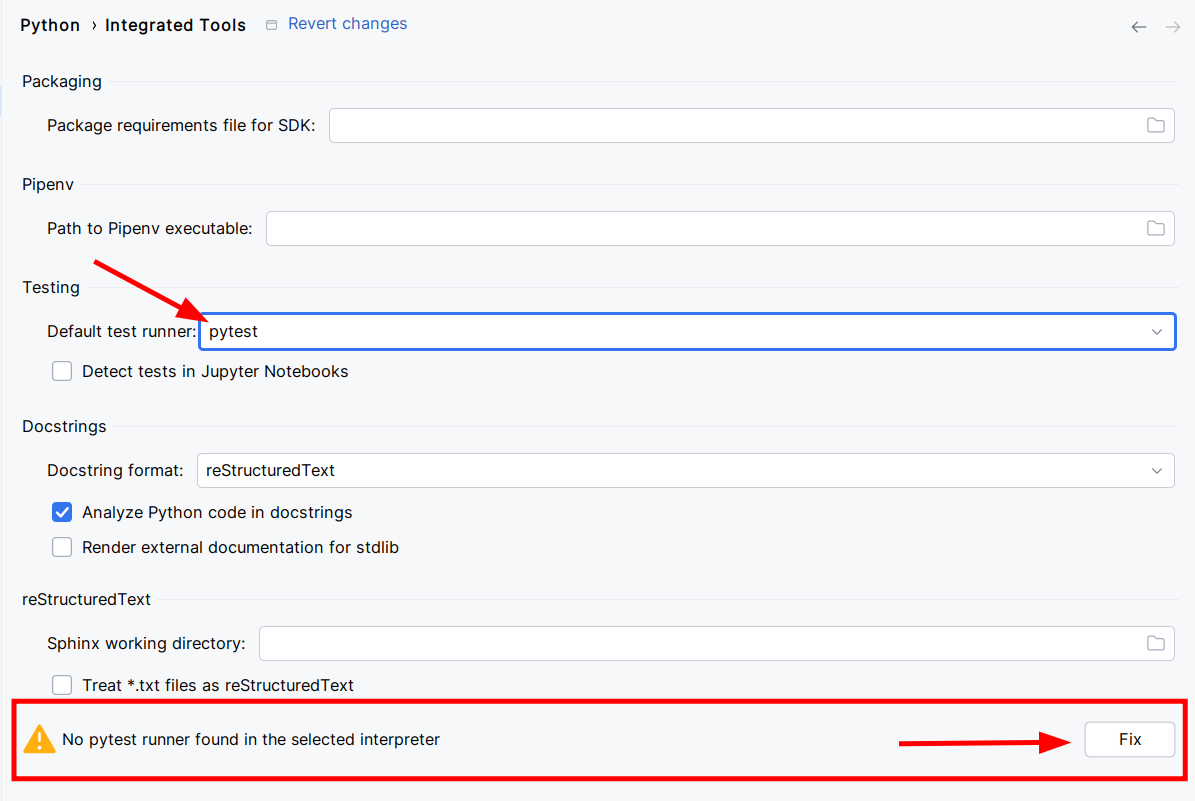 Python › Integrated Tools Revert changes
Packaging
Package requirements file for SDK:
Pipenv
Path to Pipenv executable:
Testing
Default test runner: pytest
Detect tests in Jupyter Notebooks
Docstrings
Docstring format: reStructuredText
Analyze Python code in docstrings
Render external documentation for stdlib
reStructuredText
Sphinx working directory:
Treat *.txt files as reStructuredText
No pytest runner found in the selected interpreter Fix